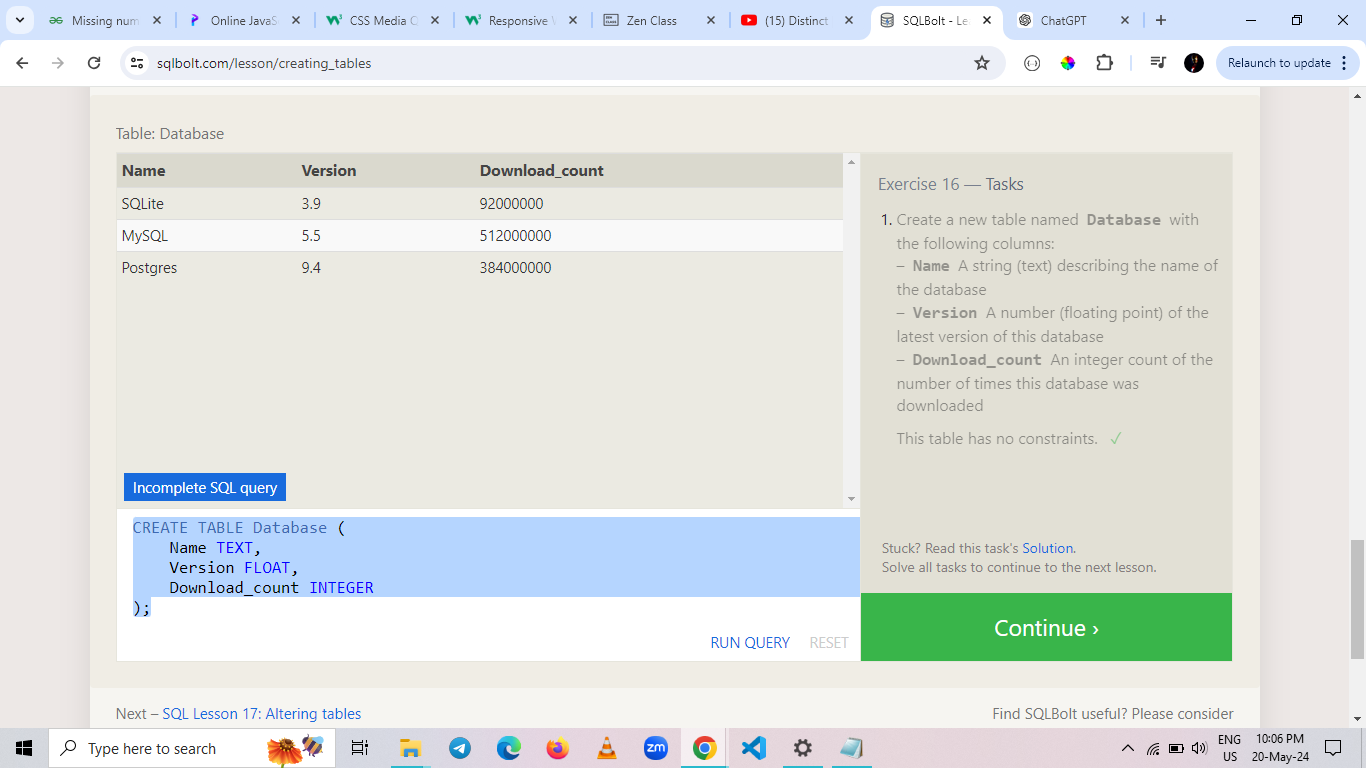 Missing num
Online JavaS
CSS Media C
Responsive
Zen Class
(15) Distinct
SQLBolt - Le
ChatGPT
sqlbolt.com/lesson/creating_tables
Relaunch to update
Table: Database
Name Version Download_count
SQLite 3.9 92000000
MySQL 5.5 512000000
Postgres 9.4 384000000
Incomplete SQL query
CREATE TABLE Database (
Name TEXT,
Version FLOAT,
Download_count INTEGER
);
RUN QUERY RESET
Exercise 16 — Tasks
1. Create a new table named Database with
the following columns:
– Name A string (text) describing the name of
the database
– Version A number (floating point) of the
latest version of this database
– Download_count An integer count of the
number of times this database was
downloaded
This table has no constraints. ✓
Stuck? Read this task's Solution.
Solve all tasks to continue to the next lesson.
Continue ›
Next – SQL Lesson 17: Altering tables
Find SQLBolt useful? Please consider
Type here to search
zm
ENG
US
10:06 PM
20-May-24